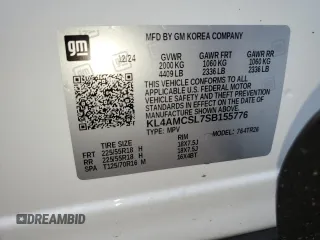 gm
MFD BY GM KOREA COMPANY
12/24
GVWR GAWR FRT GAWR RR
2000 KG 1060 KG 1060 KG
4409 LB 2336 LB 2336 LB
THIS VEHICLE CONFORMS TO ALL
APPLICABLE U.S. FEDERAL MOTOR
VEHICLE SAFETY AND THEFT
PREVENTION STANDARDS IN EFFECT
ON THE DATE OF MANUFACTURE
SHOWN ABOVE.
KL4AMCSL7SB155776
TYPE: MPV MODEL: 764TR26
TIRE SIZE RIM
FRT 225/55R18 H 18X7.5J
RR 225/55R18 H 18X7.5J
SPA T125/70R16 M 16X4BT